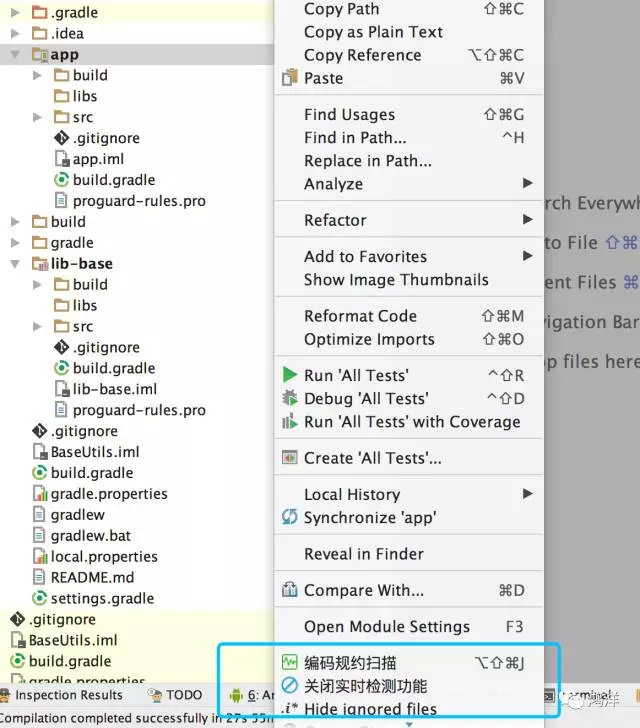 .gradle
.idea
app
build
libs
src
.gitignore
app.iml
build.gradle
proguard-rules.pro
build
gradle
lib-base
build
libs
src
.gitignore
build.gradle
lib-base.iml
proguard-rules.pro
.gitignore
BaseUtils.iml
build.gradle
gradle.properties
gradlew
gradlew.bat
local.properties
README.md
settings.gradle
.gitignore
BaseUtils.iml
build.gradle
gradle.properties
Copy Path ⇧⌘C
Copy as Plain Text
Copy Reference ⌥⇧⌘C
Paste ⌘V
Find Usages ⇧⌘G
Find in Path... ^H
Replace in Path...
Analyze
Refactor
Add to Favorites
Show Image Thumbnails
Reformat Code ⇧⌘M
Optimize Imports ⇧⌘O
Run 'All Tests' ^⇧R
Debug 'All Tests' ^⇧D
Run 'All Tests' with Coverage
Create 'All Tests'...
Local History
Synchronize 'app'
Reveal in Finder
Compare With... ⌘D
Open Module Settings F3
编码规约扫描 ⌥⇧⌘J
关闭实时检测功能
.i* Hide ignored files
rch Everywh
to File ⇧⌘
ent Files ⌘
vigation Bar
op files here
Inspection Results TODO 6: An
erminal
Compilation completed successfully in 27s 55m
鸿洋